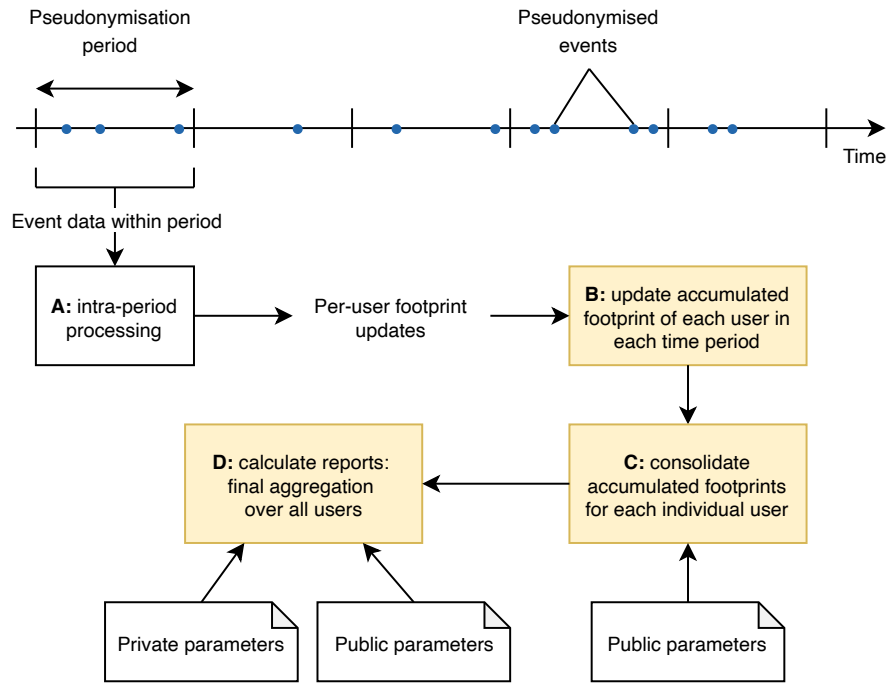 Pseudonymisation
period
Pseudonymised
events
Time
Event data within period
A: intra-period
processing
Per-user footprint
updates
B: update accumulated
footprint of each user in
each time period
D: calculate reports:
final aggregation
over all users
C: consolidate
accumulated footprints
for each individual user
Private parameters
Public parameters
Public parameters